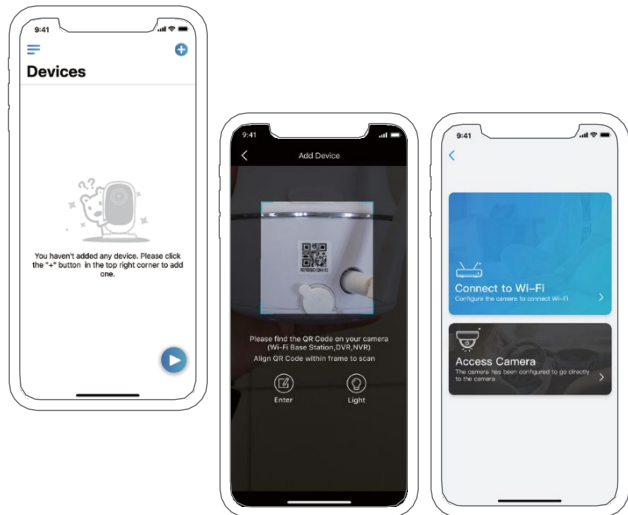 9:41
Devices
You haven't added any device. Please click
the "+" button in the top right corner to add
one.
9:41
Add Device
Please find the QR Code on your camera
(Wi-Fi Base Station,DVR,NVR)
Align QR Code within frame to scan
Enter
Light
9:41
Connect to WI-FI
Configure the camera to connect WI-FI
Access Camera
The camera has been configured to go directly
to the camera